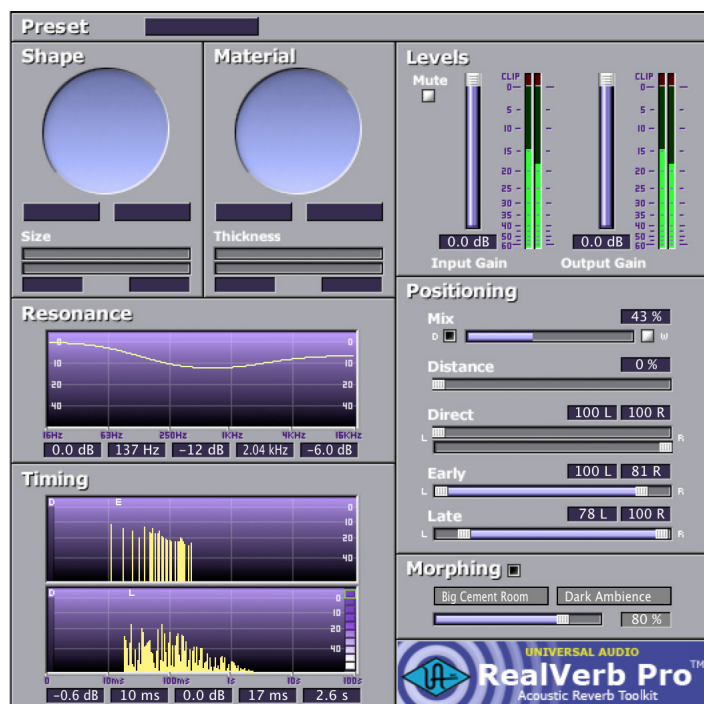 Preset
Shape
Material
Size
Thickness
Resonance
0 0
10 10
20 20
40 40
16Hz 63Hz 250Hz 1KHz 4KHz 16KHz
0.0 dB 137 Hz −12 dB 2.04 kHz −6.0 dB
Timing
D E
0
10
20
40
D L
0
10
20
40
0 10ms 100ms 1s 10s 100s
−0.6 dB 10 ms 0.0 dB 17 ms 2.6 s
Levels
Mute
CLIP CLIP
0 0
5 5
10 10
15 15
20 20
25 25
30 30
35 35
40 40
50 50
60 60
0.0 dB 0.0 dB
Input Gain Output Gain
Positioning
Mix 43 %
D W
Distance 0 %
Direct 100 L 100 R
L R
Early 100 L 81 R
L R
Late 78 L 100 R
L R
Morphing
Big Cement Room Dark Ambience
80 %
UNIVERSAL AUDIO
UA
RealVerb Pro™
Acoustic Reverb Toolkit